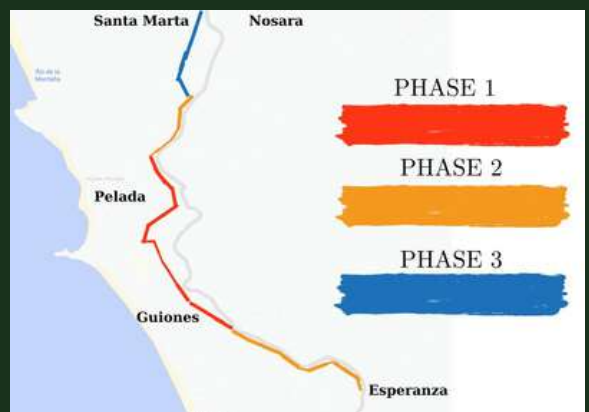 Santa Marta
Nosara
PHASE 1
PHASE 2
Pelada
PHASE 3
Guiones
Esperanza